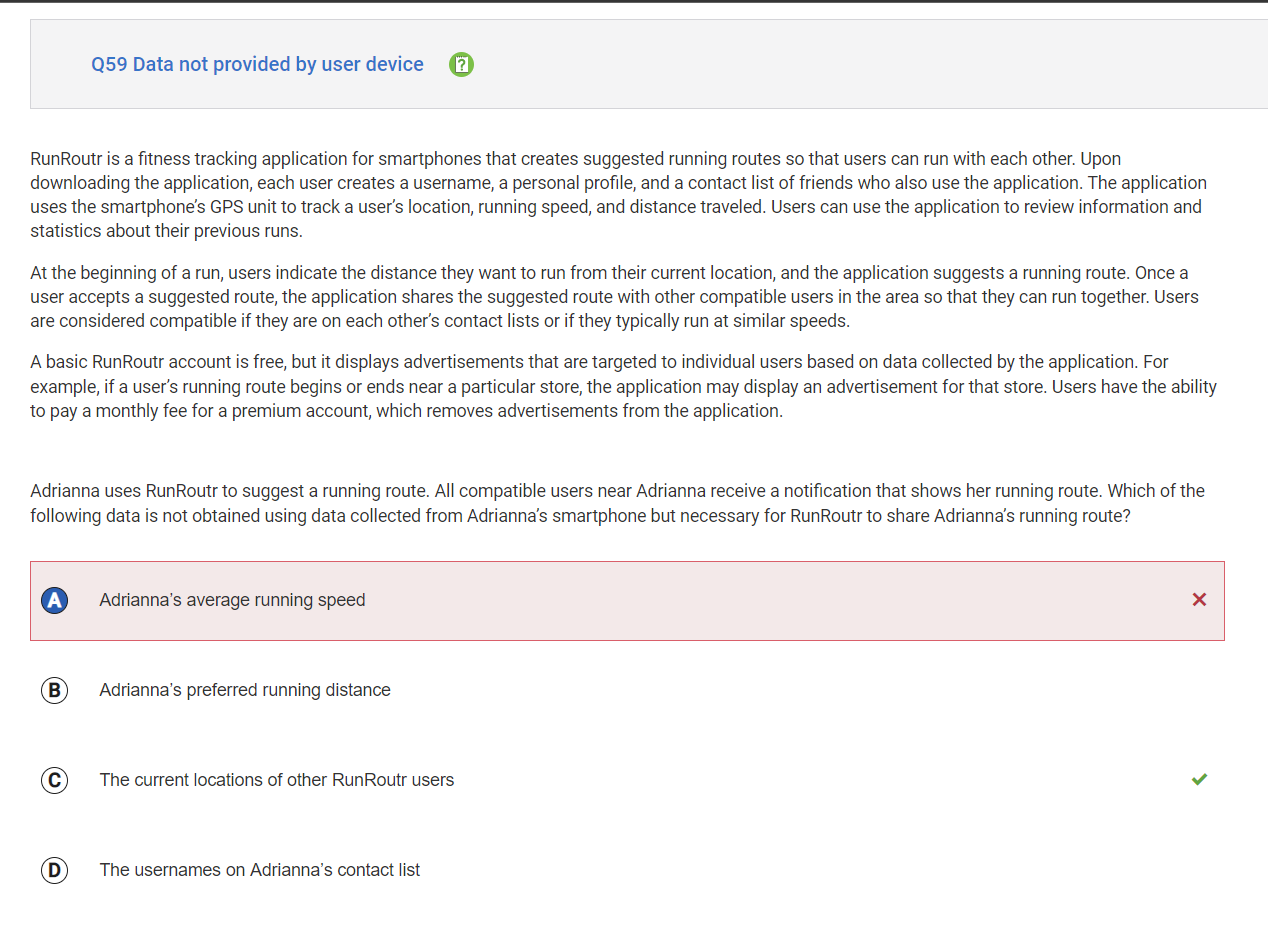 Q59 Data not provided by user device
RunRoutr is a fitness tracking application for smartphones that creates suggested running routes so that users can run with each other. Upon
downloading the application, each user creates a username, a personal profile, and a contact list of friends who also use the application. The application
uses the smartphone's GPS unit to track a user's location, running speed, and distance traveled. Users can use the application to review information and
statistics about their previous runs.
At the beginning of a run, users indicate the distance they want to run from their current location, and the application suggests a running route. Once a
user accepts a suggested route, the application shares the suggested route with other compatible users in the area so that they can run together. Users
are considered compatible if they are on each other's contact lists or if they typically run at similar speeds.
A basic RunRoutr account is free, but it displays advertisements that are targeted to individual users based on data collected by the application. For
example, if a user's running route begins or ends near a particular store, the application may display an advertisement for that store. Users have the ability
to pay a monthly fee for a premium account, which removes advertisements from the application.
Adrianna uses RunRoutr to suggest a running route. All compatible users near Adrianna receive a notification that shows her running route. Which of the
following data is not obtained using data collected from Adrianna's smartphone but necessary for RunRoutr to share Adrianna's running route?
A Adrianna's average running speed
B Adrianna's preferred running distance
C The current locations of other RunRoutr users
D The usernames on Adrianna's contact list